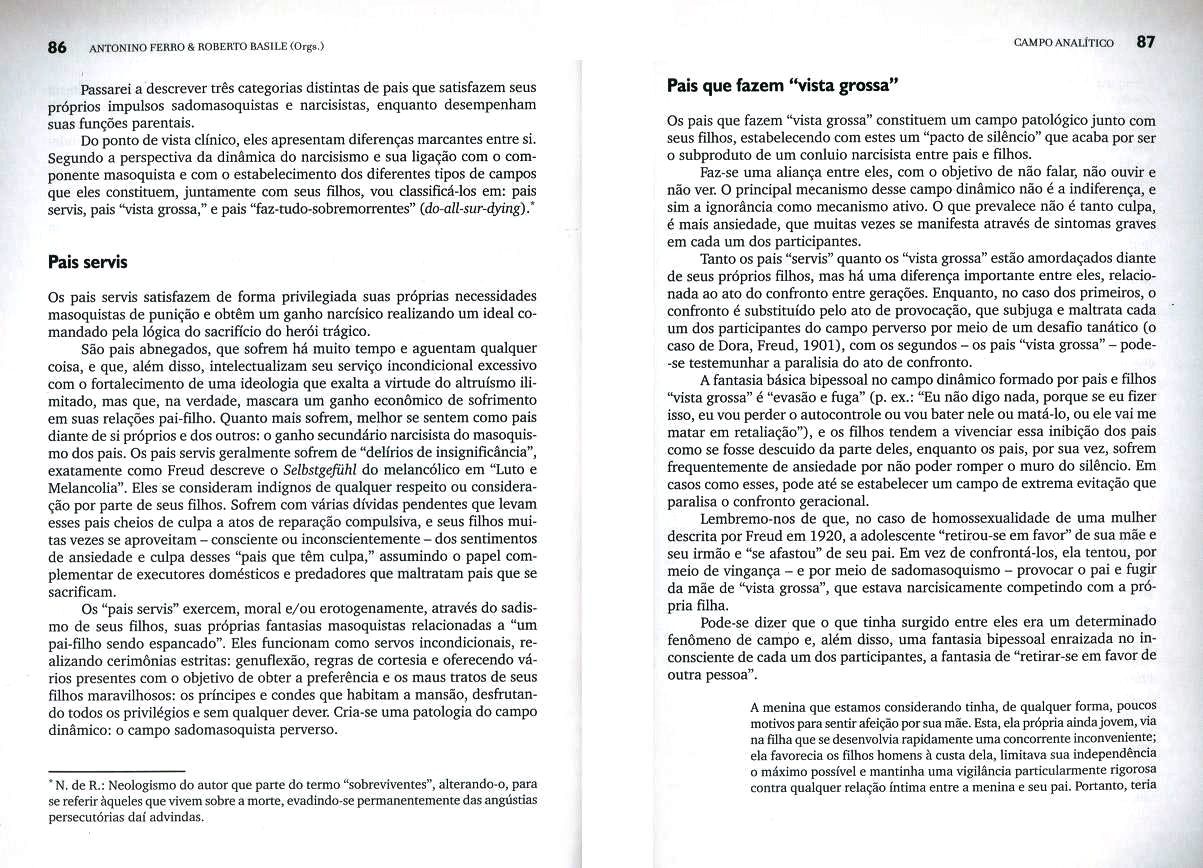 86 ANTONINO FERRO & ROBERTO BASILE (Orgs.)
Passarei a descrever três categorias distintas de pais que satisfazem seus
próprios impulsos sadomasoquistas e narcisistas, enquanto desempenham
suas funções parentais.
Do ponto de vista clínico, eles apresentam diferenças marcantes entre si.
Segundo a perspectiva da dinâmica do narcisismo e sua ligação com o com-
ponente masoquista e com o estabelecimento dos diferentes tipos de campos
que eles constituem, juntamente com seus filhos, vou classificá-los em: pais
servis, pais “vista grossa,” e pais “faz-tudo-sobremorrentes” (do-all-sur-dying).*
Pais servis
Os pais servis satisfazem de forma privilegiada suas próprias necessidades
masoquistas de punição e obtêm um ganho narcísico realizando um ideal co-
mandado pela lógica do sacrifício do herói trágico.
São pais abnegados, que sofrem há muito tempo e aguentam qualquer
coisa, e que, além disso, intelectualizam seu serviço incondicional excessivo
com o fortalecimento de uma ideologia que exalta a virtude do altruísmo ili-
mitado, mas que, na verdade, mascara um ganho econômico de sofrimento
em suas relações pai-filho. Quanto mais sofrem, melhor se sentem como pais
diante de si próprios e dos outros: o ganho secundário narcisista do masoquis-
mo dos pais. Os pais servis geralmente sofrem de “delírios de insignificância”,
exatamente como Freud descreve o Selbstgefühl do melancólico em “Luto e
Melancolia”. Eles se consideram indignos de qualquer respeito ou considera-
ção por parte de seus filhos. Sofrem com várias dívidas pendentes que levam
esses pais cheios de culpa a atos de reparação compulsiva, e seus filhos mui-
tas vezes se aproveitam – consciente ou inconscientemente – dos sentimentos
de ansiedade e culpa desses “pais que têm culpa,” assumindo o papel com-
plementar de executores domésticos e predadores que maltratam pais que se
sacrificam.
Os “pais servis” exercem, moral e/ou erotogenamente, através do sadis-
mo de seus filhos, suas próprias fantasias masoquistas relacionadas a “um
pai-filho sendo espancado”. Eles funcionam como servos incondicionais, re-
alizando cerimônias estritas: genuflexão, regras de cortesia e oferecendo vá-
rios presentes com o objetivo de obter a preferência e os maus tratos de seus
filhos maravilhosos: os príncipes e condes que habitam a mansão, desfrutan-
do todos os privilégios e sem qualquer dever. Cria-se uma patologia do campo
dinâmico: o campo sadomasoquista perverso.
* N. de R.: Neologismo do autor que parte do termo “sobreviventes”, alterando-o, para
se referir àqueles que vivem sobre a morte, evadindo-se permanentemente das angústias
persecutórias daí advindas.
CAMPO ANALÍTICO 87
Pais que fazem “vista grossa”
Os pais que fazem “vista grossa” constituem um campo patológico junto com
seus filhos, estabelecendo com estes um “pacto de silêncio” que acaba por ser
o subproduto de um conluio narcisista entre pais e filhos.
Faz-se uma aliança entre eles, com o objetivo de não falar, não ouvir e
não ver. O principal mecanismo desse campo dinâmico não é a indiferença, e
sim a ignorância como mecanismo ativo. O que prevalece não é tanto culpa,
é mais ansiedade, que muitas vezes se manifesta através de sintomas graves
em cada um dos participantes.
Tanto os pais “servis” quanto os “vista grossa” estão amordaçados diante
de seus próprios filhos, mas há uma diferença importante entre eles, relacio-
nada ao ato do confronto entre gerações. Enquanto, no caso dos primeiros, o
confronto é substituído pelo ato de provocação, que subjuga e maltrata cada
um dos participantes do campo perverso por meio de um desafio tanático (o
caso de Dora, Freud, 1901), com os segundos – os pais “vista grossa” – pode-
-se testemunhar a paralisia do ato de confronto.
A fantasia básica bipessoal no campo dinâmico formado por pais e filhos
“vista grossa” é “evasão e fuga” (p. ex.: “Eu não digo nada, porque se eu fizer
isso, eu vou perder o autocontrole ou vou bater nele ou matá-lo, ou ele vai me
matar em retaliação”), e os filhos tendem a vivenciar essa inibição dos pais
como se fosse descuido da parte deles, enquanto os pais, por sua vez, sofrem
frequentemente de ansiedade por não poder romper o muro do silêncio. Em
casos como esses, pode até se estabelecer um campo de extrema evitação que
paralisa o confronto geracional.
Lembremo-nos de que, no caso de homossexualidade de uma mulher
descrita por Freud em 1920, a adolescente “retirou-se em favor” de sua mãe e
seu irmão e “se afastou” de seu pai. Em vez de confrontá-los, ela tentou, por
meio de vingança – e por meio de sadomasoquismo – provocar o pai e fugir
da mãe de “vista grossa”, que estava narcisicamente competindo com a pró-
pria filha.
Pode-se dizer que o que tinha surgido entre eles era um determinado
fenômeno de campo e, além disso, uma fantasia bipessoal enraizada no in-
consciente de cada um dos participantes, a fantasia de “retirar-se em favor de
outra pessoa”.
A menina que estamos considerando tinha, de qualquer forma, poucos
motivos para sentir afeição por sua mãe. Esta, ela própria ainda jovem, via
na filha que se desenvolvia rapidamente uma concorrente inconveniente;
ela favorecia os filhos homens à custa dela, limitava sua independência
o máximo possível e mantinha uma vigilância particularmente rigorosa
contra qualquer relação íntima entre a menina e seu pai. Portanto, teria